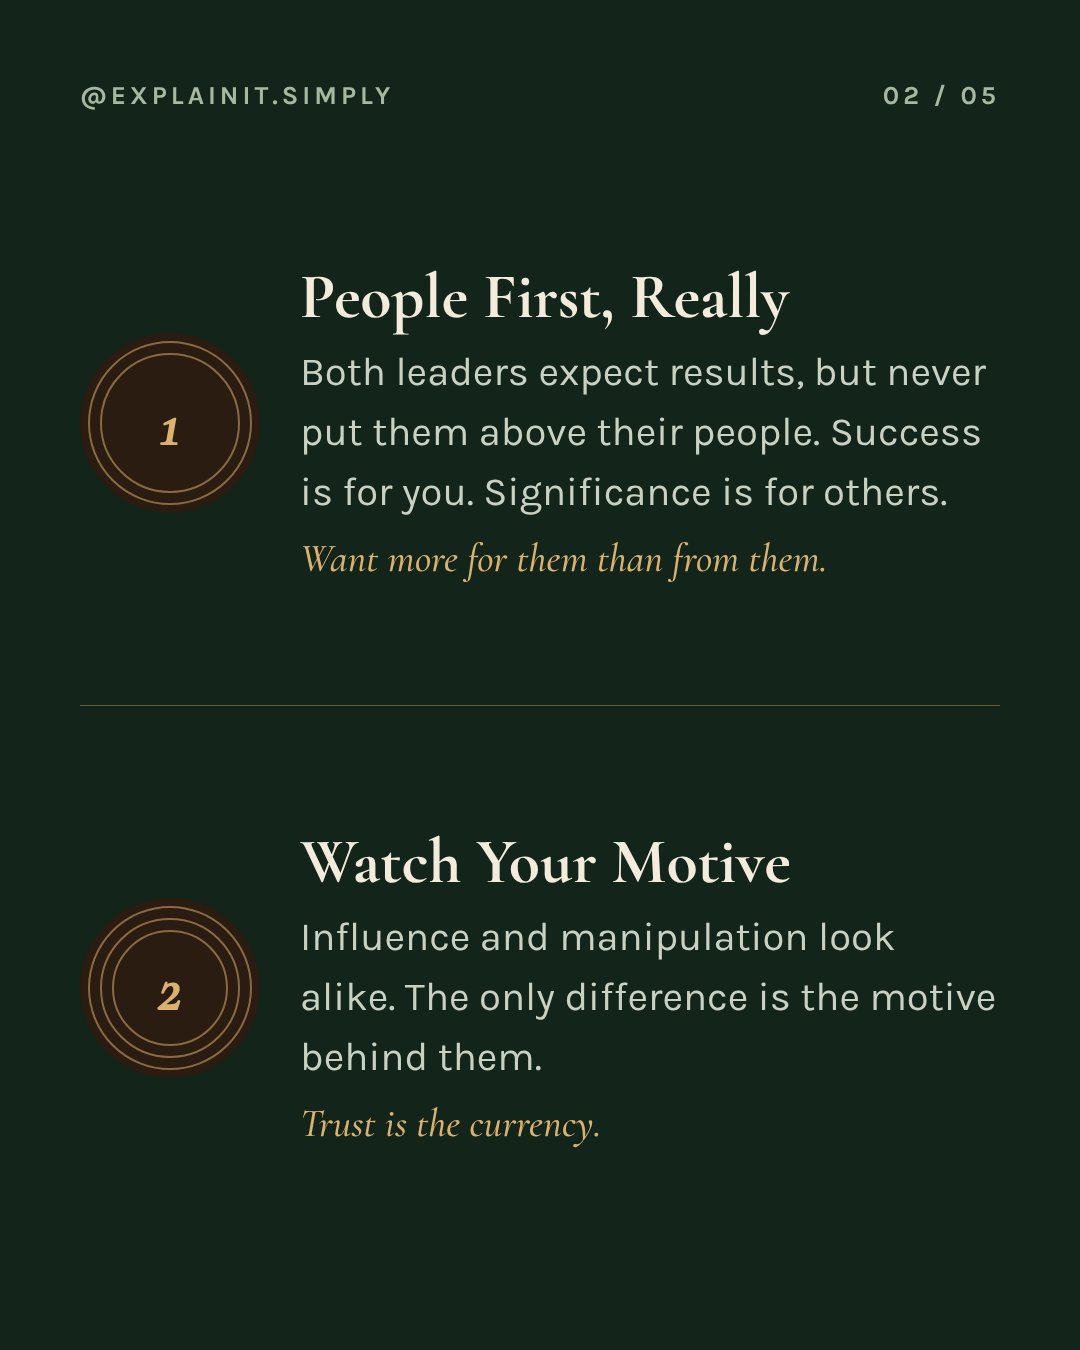 @EXPLAINIT.SIMPLY
02 / 05
People First, Really
1
Both leaders expect results, but never
put them above their people. Success
is for you. Significance is for others.
Want more for them than from them.
Watch Your Motive
2
Influence and manipulation look
alike. The only difference is the motive
behind them.
Trust is the currency.